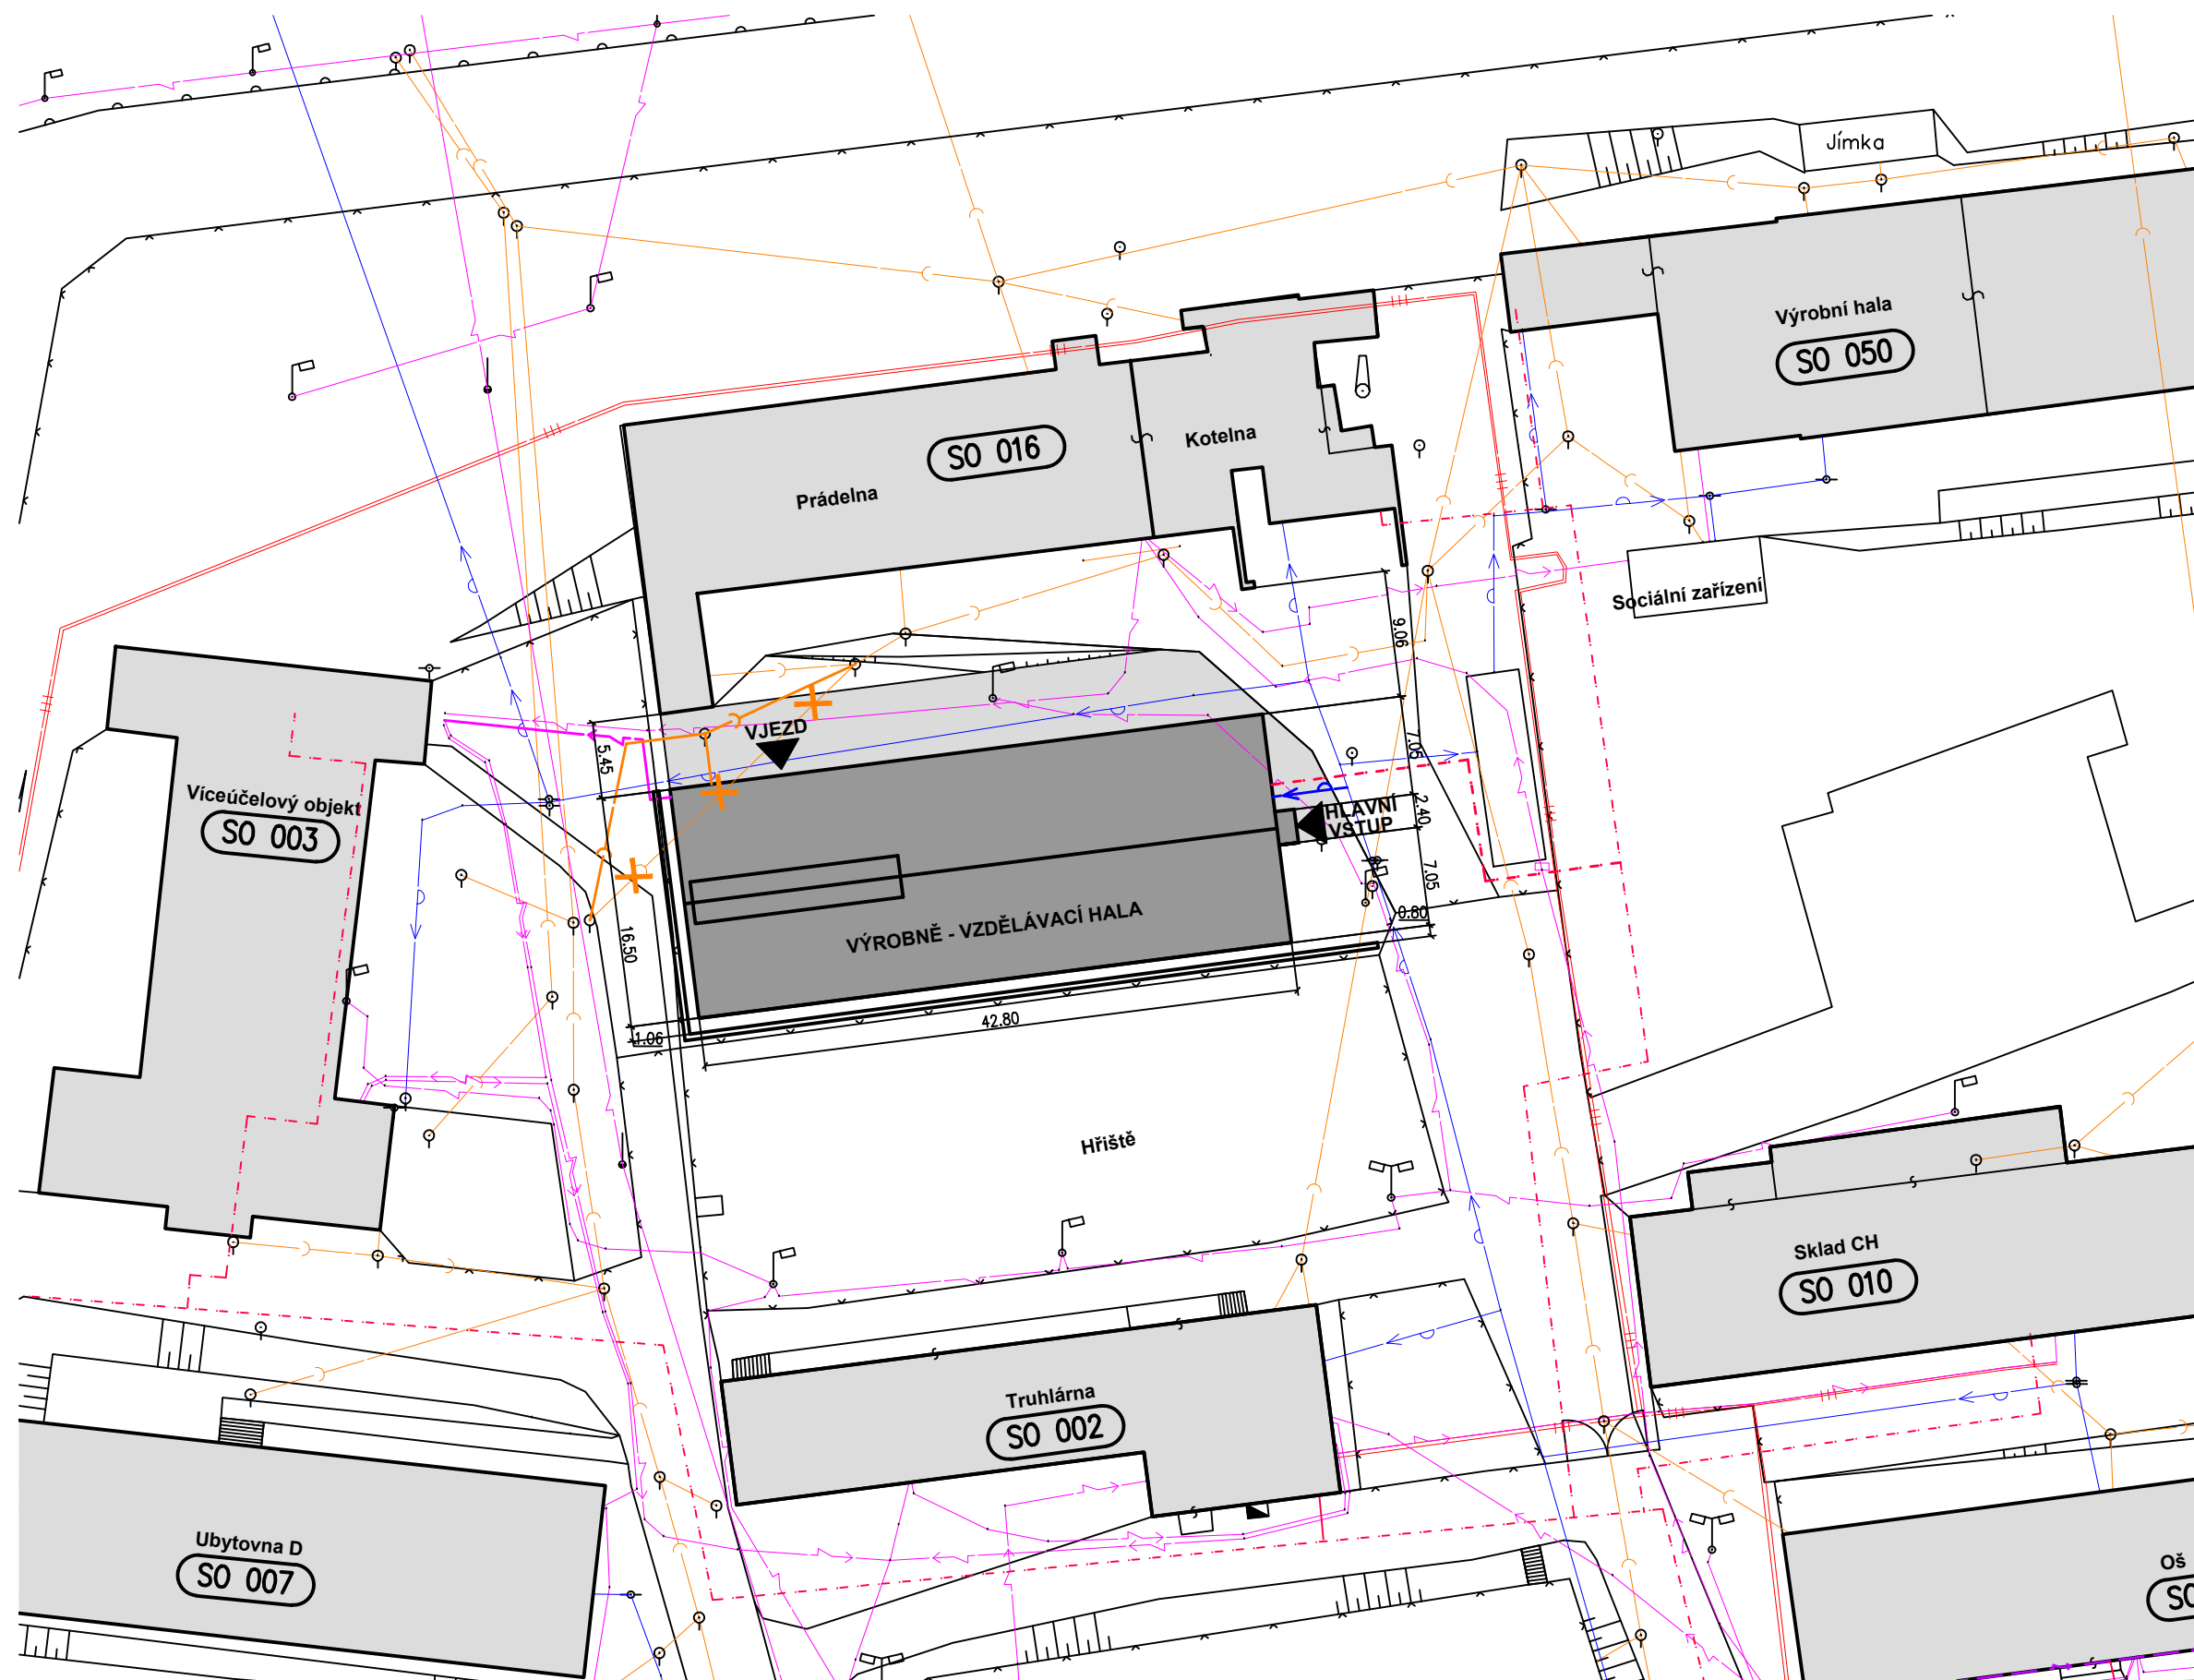 Jímka
Výrobní hala
SO 050
Kotelna
SO 016
Prádelna
Sociální zařízení
9.06
VJEZD
5.45
7.05
Víceúčelový objekt
SO 003
HLAVNÍ
VSTUP
2.40
7.05
0.80
VÝROBNĚ - VZDĚLÁVACÍ HALA
16.50
42.80
1.06
Hřiště
Sklad CH
SO 010
Truhlárna
SO 002
Ubytovna D
SO 007
Oš
SO